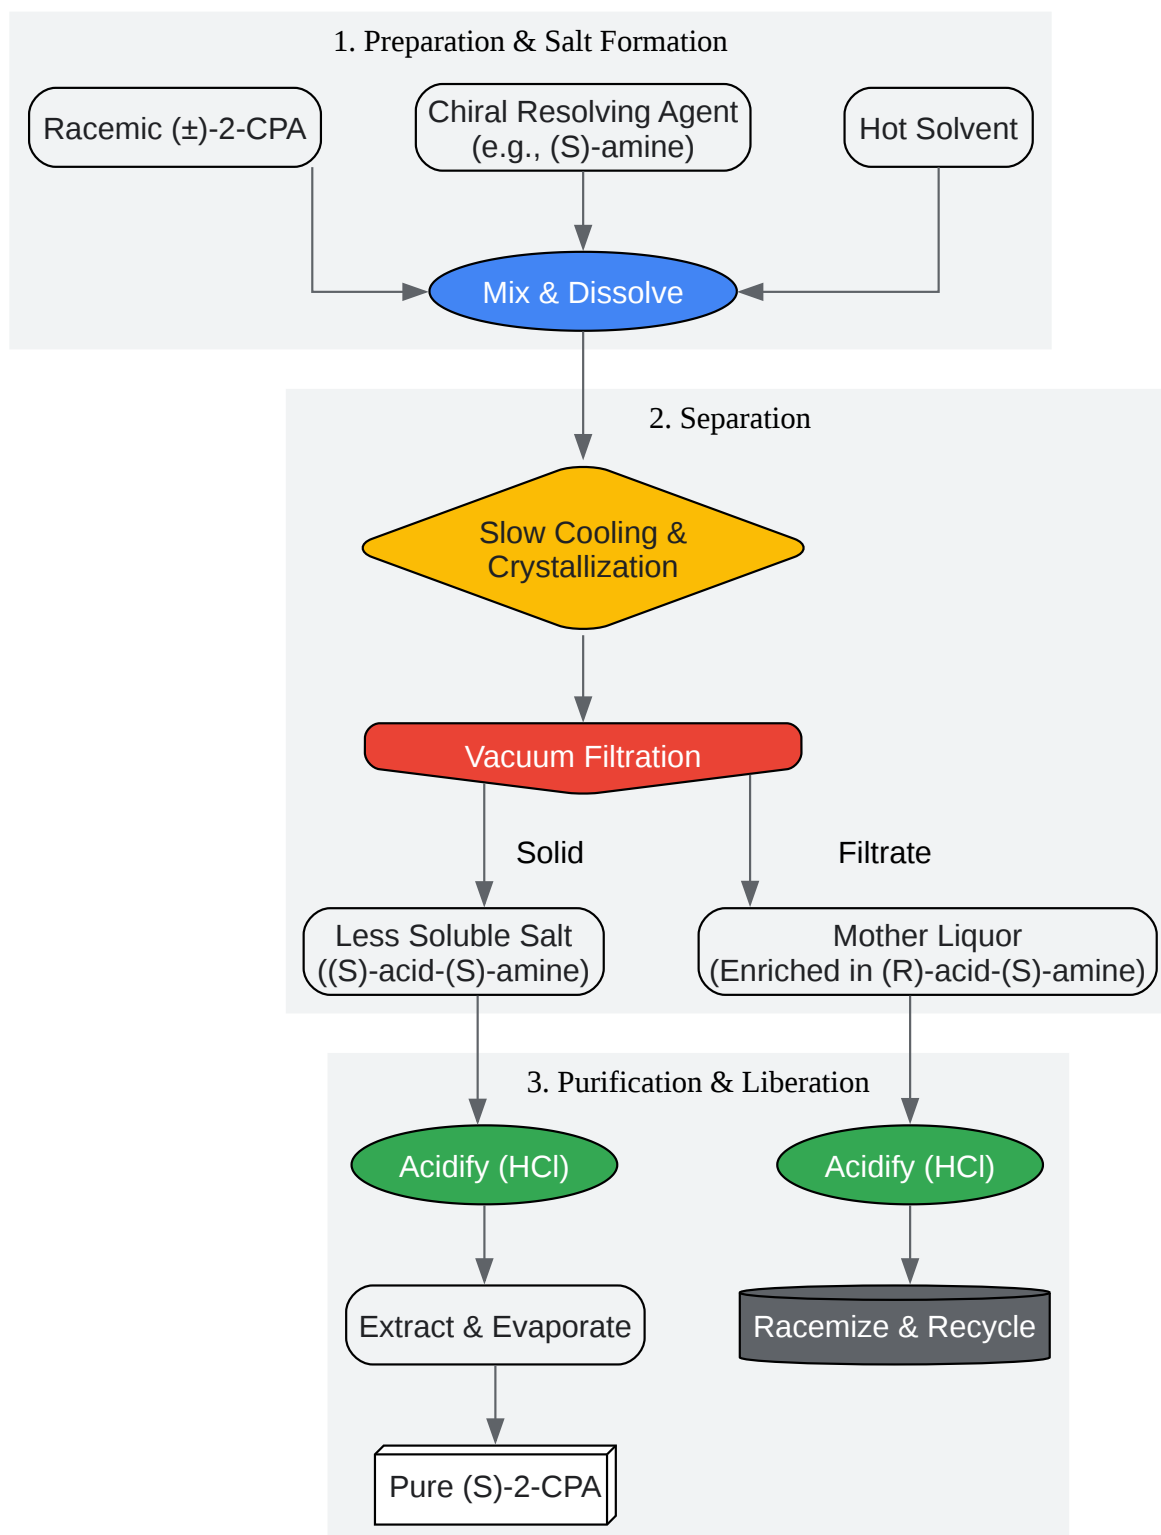 1. Preparation & Salt Formation
Racemic (±)-2-CPA
Chiral Resolving Agent
(e.g., (S)-amine)
Hot Solvent
Mix & Dissolve
2. Separation
Slow Cooling &
Crystallization
Vacuum Filtration
Solid
Filtrate
Less Soluble Salt
((S)-acid-(S)-amine)
Mother Liquor
(Enriched in (R)-acid-(S)-amine)
3. Purification & Liberation
Acidify (HCl)
Acidify (HCl)
Extract & Evaporate
Racemize & Recycle
Pure (S)-2-CPA